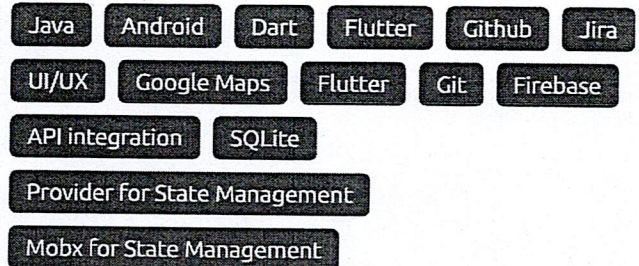 Java Android Dart Flutter Github Jira
UI/UX Google Maps Flutter Git Firebase
API integration SQLite
Provider for State Management
Mobx for State Management